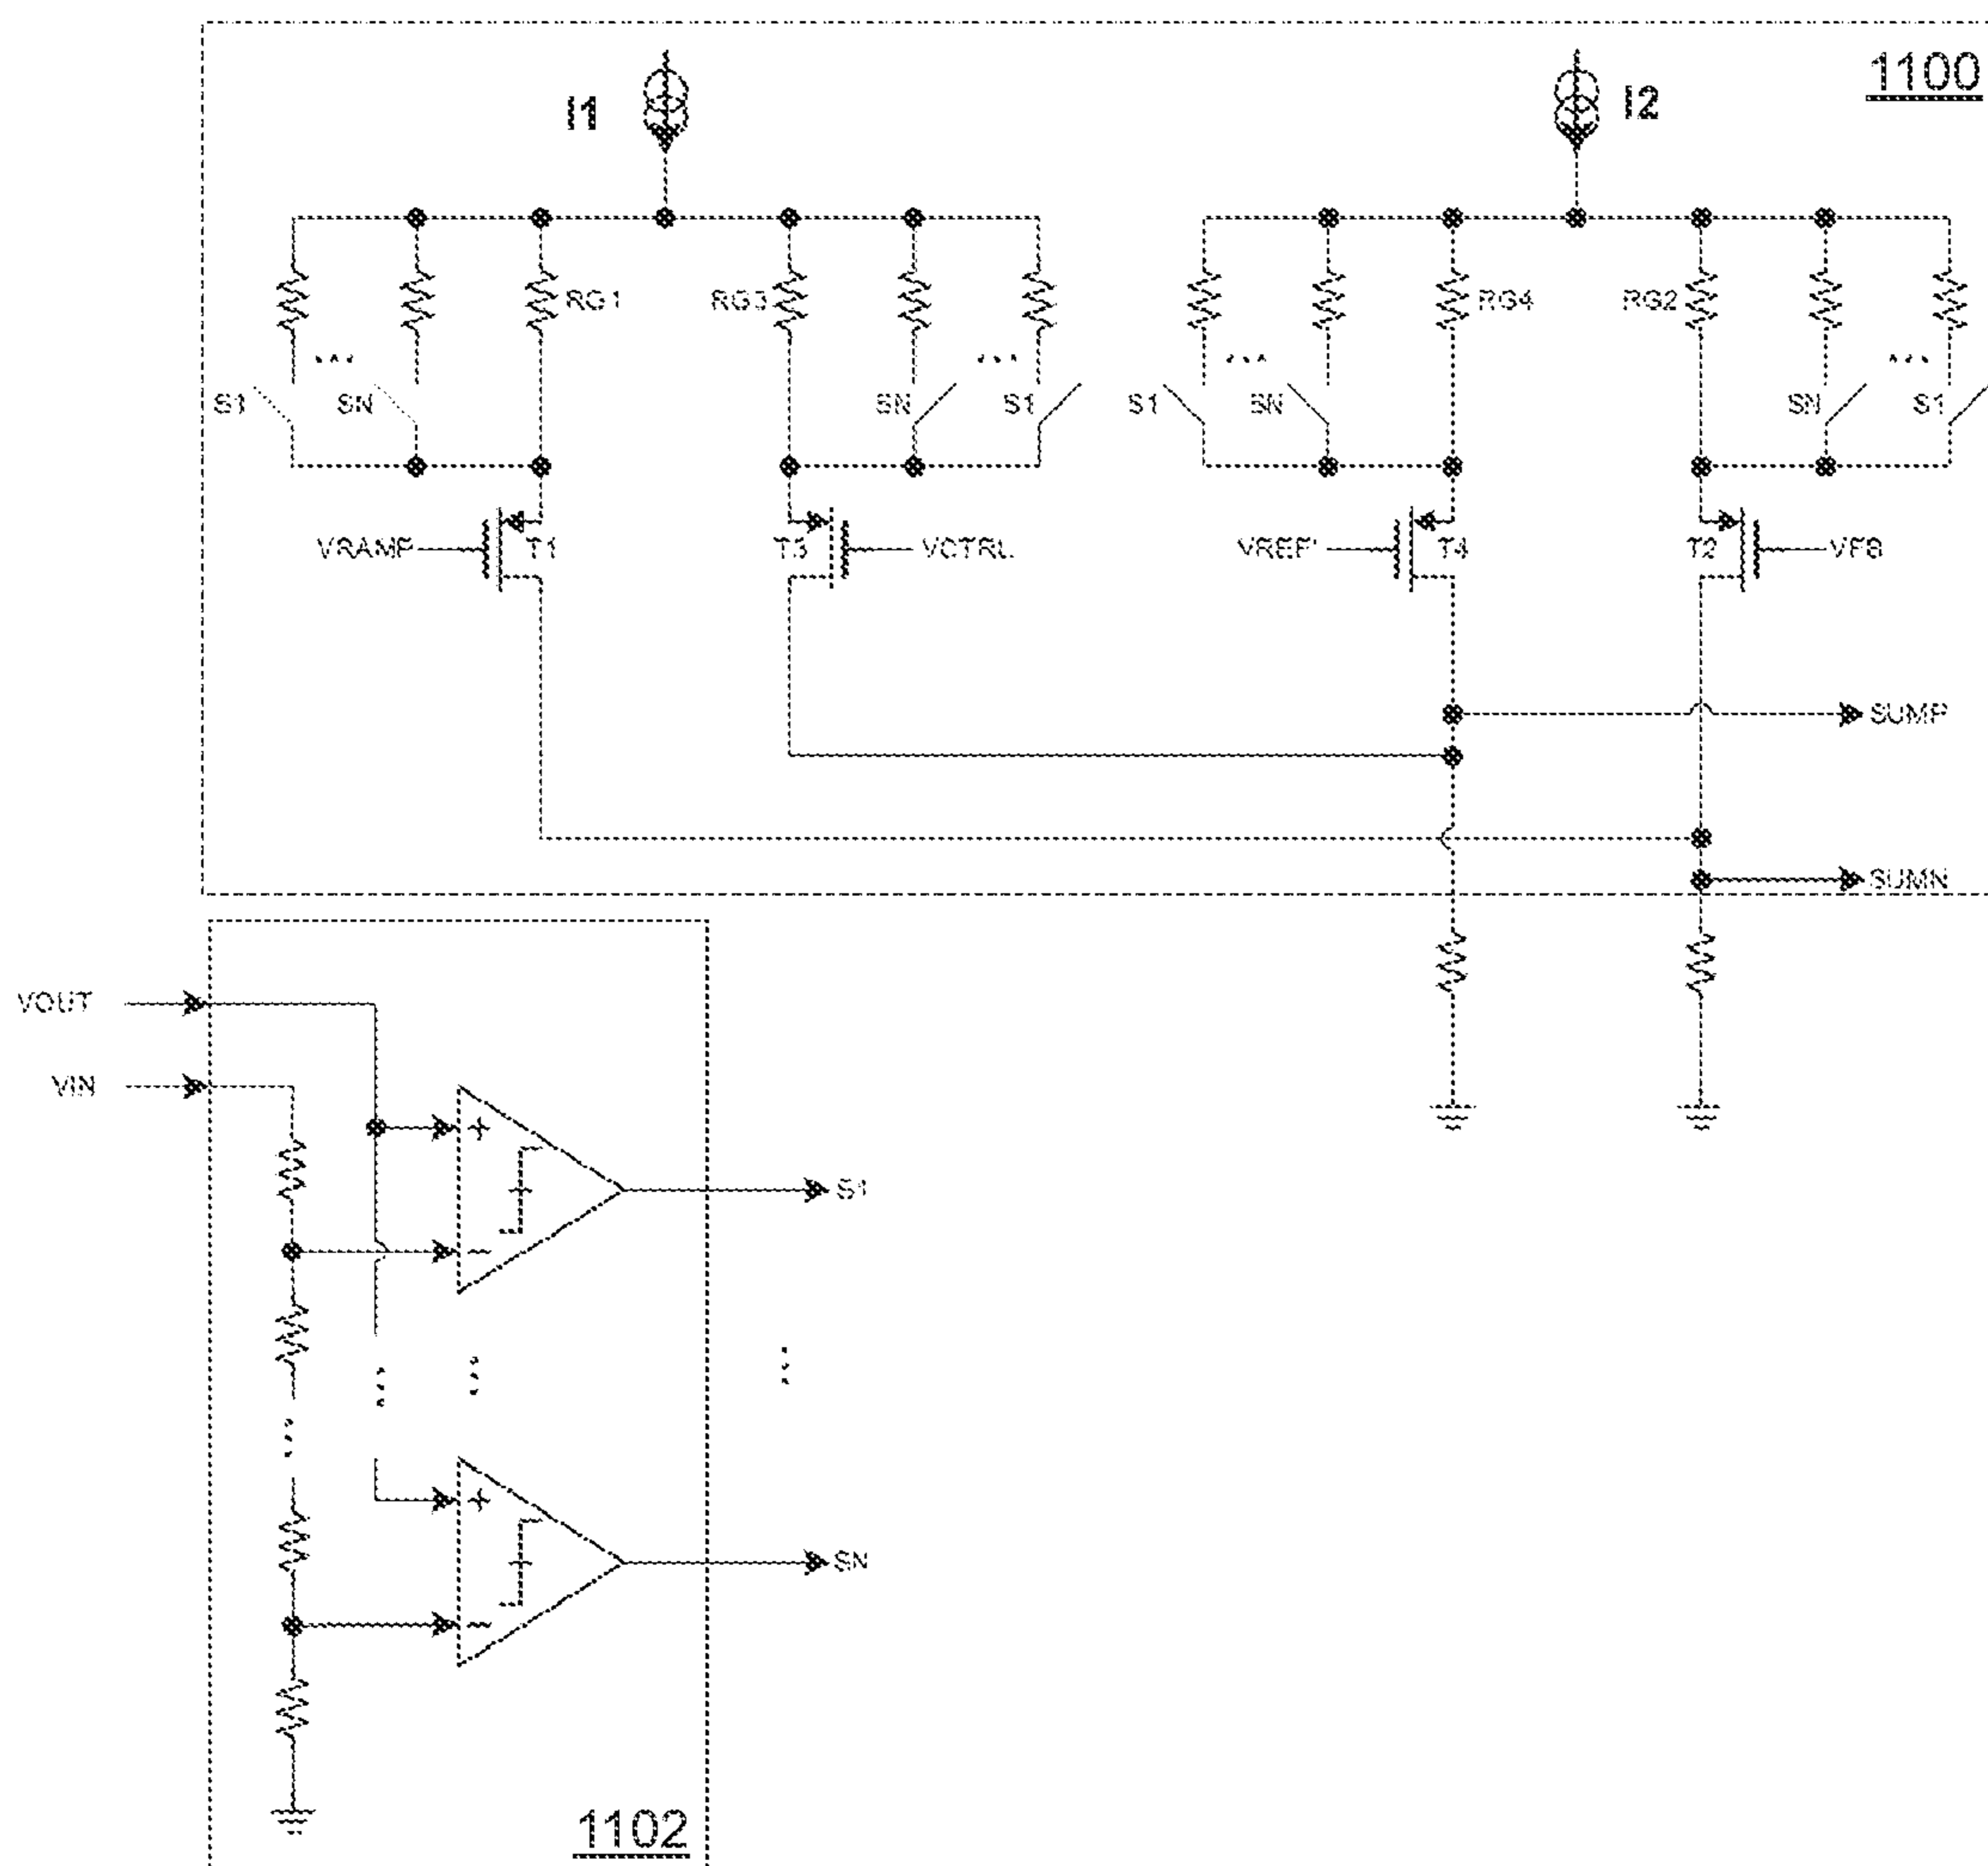 1100
I1
I2
RG1
RG3
RG4
RG2
...
...
...
...
S1
SN
SN
S1
S1
SN
SN
S1
VRAMP
T1
T3
VCTRL
VREF'
T4
T2
VFB
SUMP
SUMN
VOUT
VIN
+
-
S1
+
-
SN
1102